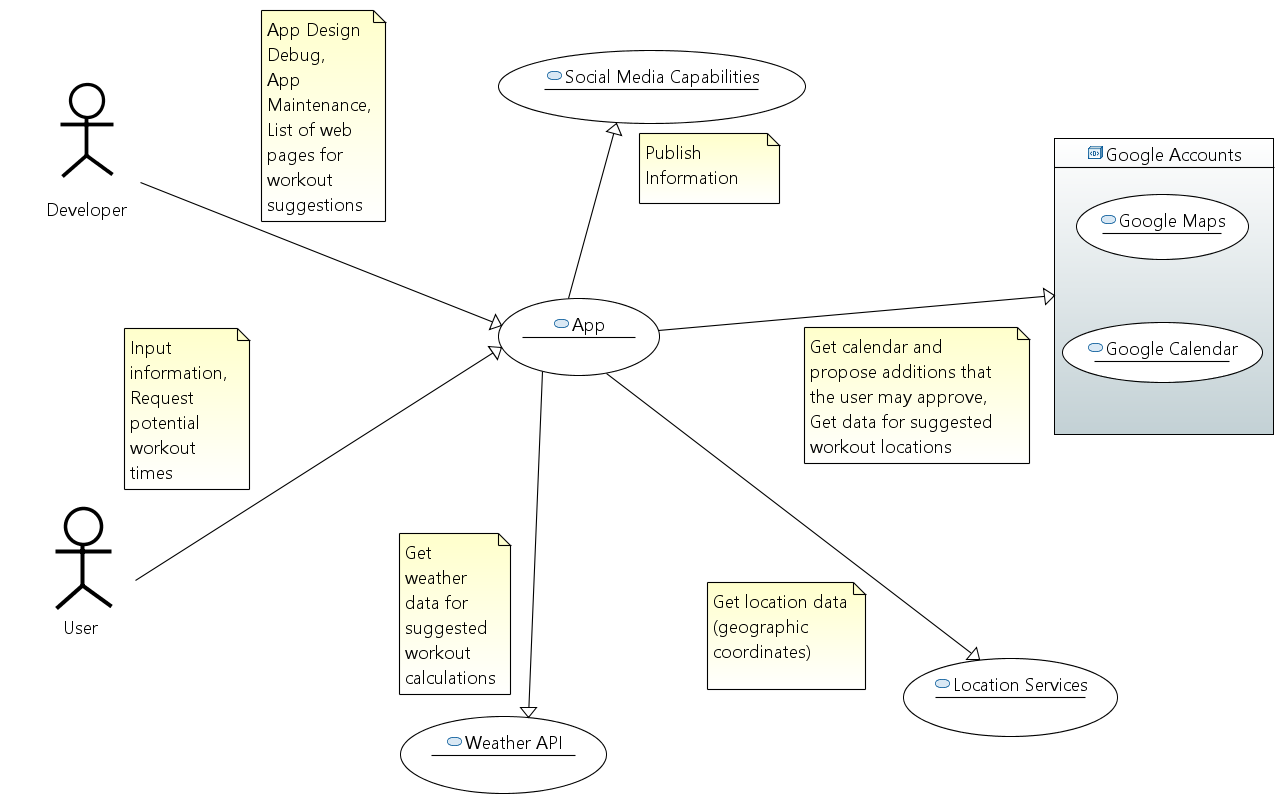 App Design
Debug,
App
Maintenance,
List of web
pages for
workout
suggestions
Developer
Social Media Capabilities
Publish
Information
Google Accounts
Google Maps
Google Calendar
App
Input
information,
Request
potential
workout
times
Get calendar and
propose additions that
the user may approve,
Get data for suggested
workout locations
User
Get
weather
data for
suggested
workout
calculations
Get location data
(geographic
coordinates)
Location Services
Weather API